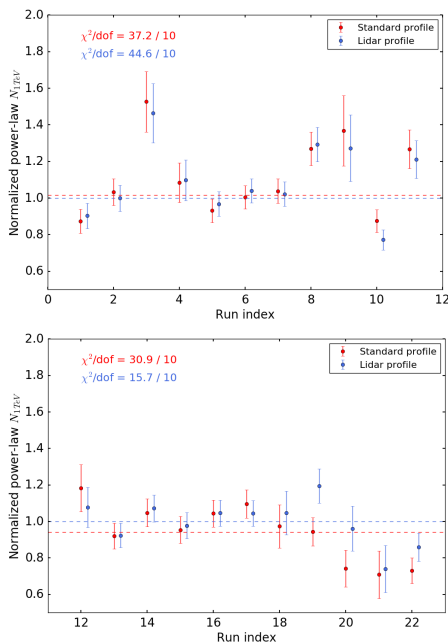 2.0
1.8
1.6
1.4
1.2
1.0
0.8
0.6
Normalized power-law N_{1TeV}
χ²/dof = 37.2 / 10
χ²/dof = 44.6 / 10
Standard profile
Lidar profile
0 2 4 6 8 10 12
Run index
2.0
1.8
1.6
1.4
1.2
1.0
0.8
0.6
Normalized power-law N_{1TeV}
χ²/dof = 30.9 / 10
χ²/dof = 15.7 / 10
Standard profile
Lidar profile
12 14 16 18 20 22
Run index